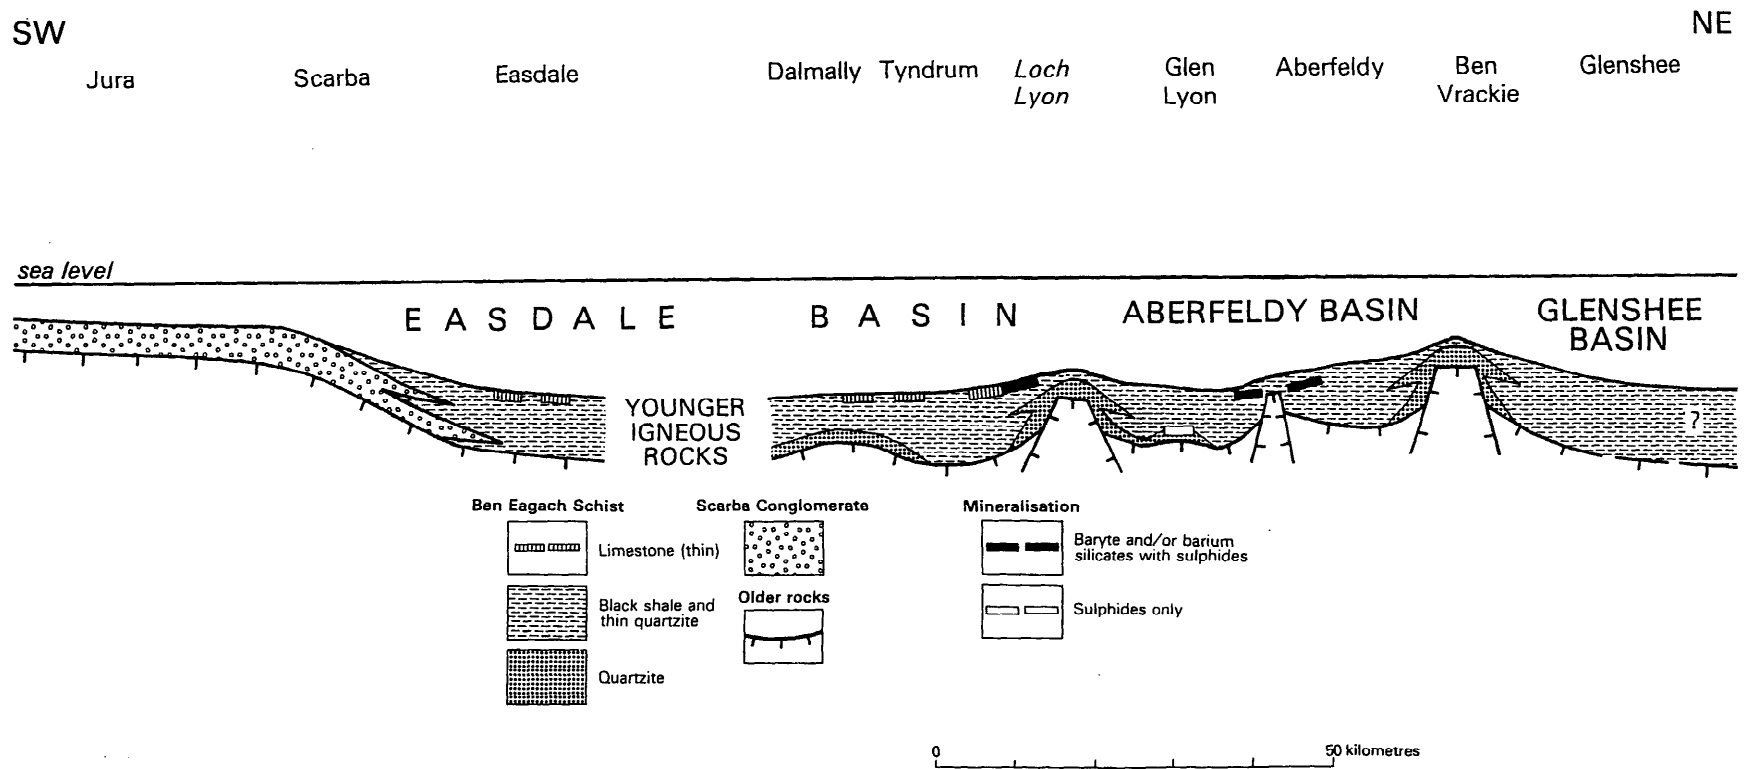 SW
NE
Jura
Scarba
Easdale
Dalmally
Tyndrum
Loch
Lyon
Glen
Lyon
Aberfeldy
Ben
Vrackie
Glenshee
sea level
EASDALE BASIN
ABERFELDY BASIN
GLENSHEE
BASIN
YOUNGER
IGNEOUS
ROCKS
?
Ben Eagach Schist
Limestone (thin)
Black shale and
thin quartzite
Quartzite
Scarba Conglomerate
Older rocks
Mineralisation
Baryte and/or barium
silicates with sulphides
Sulphides only
0
50 kilometres